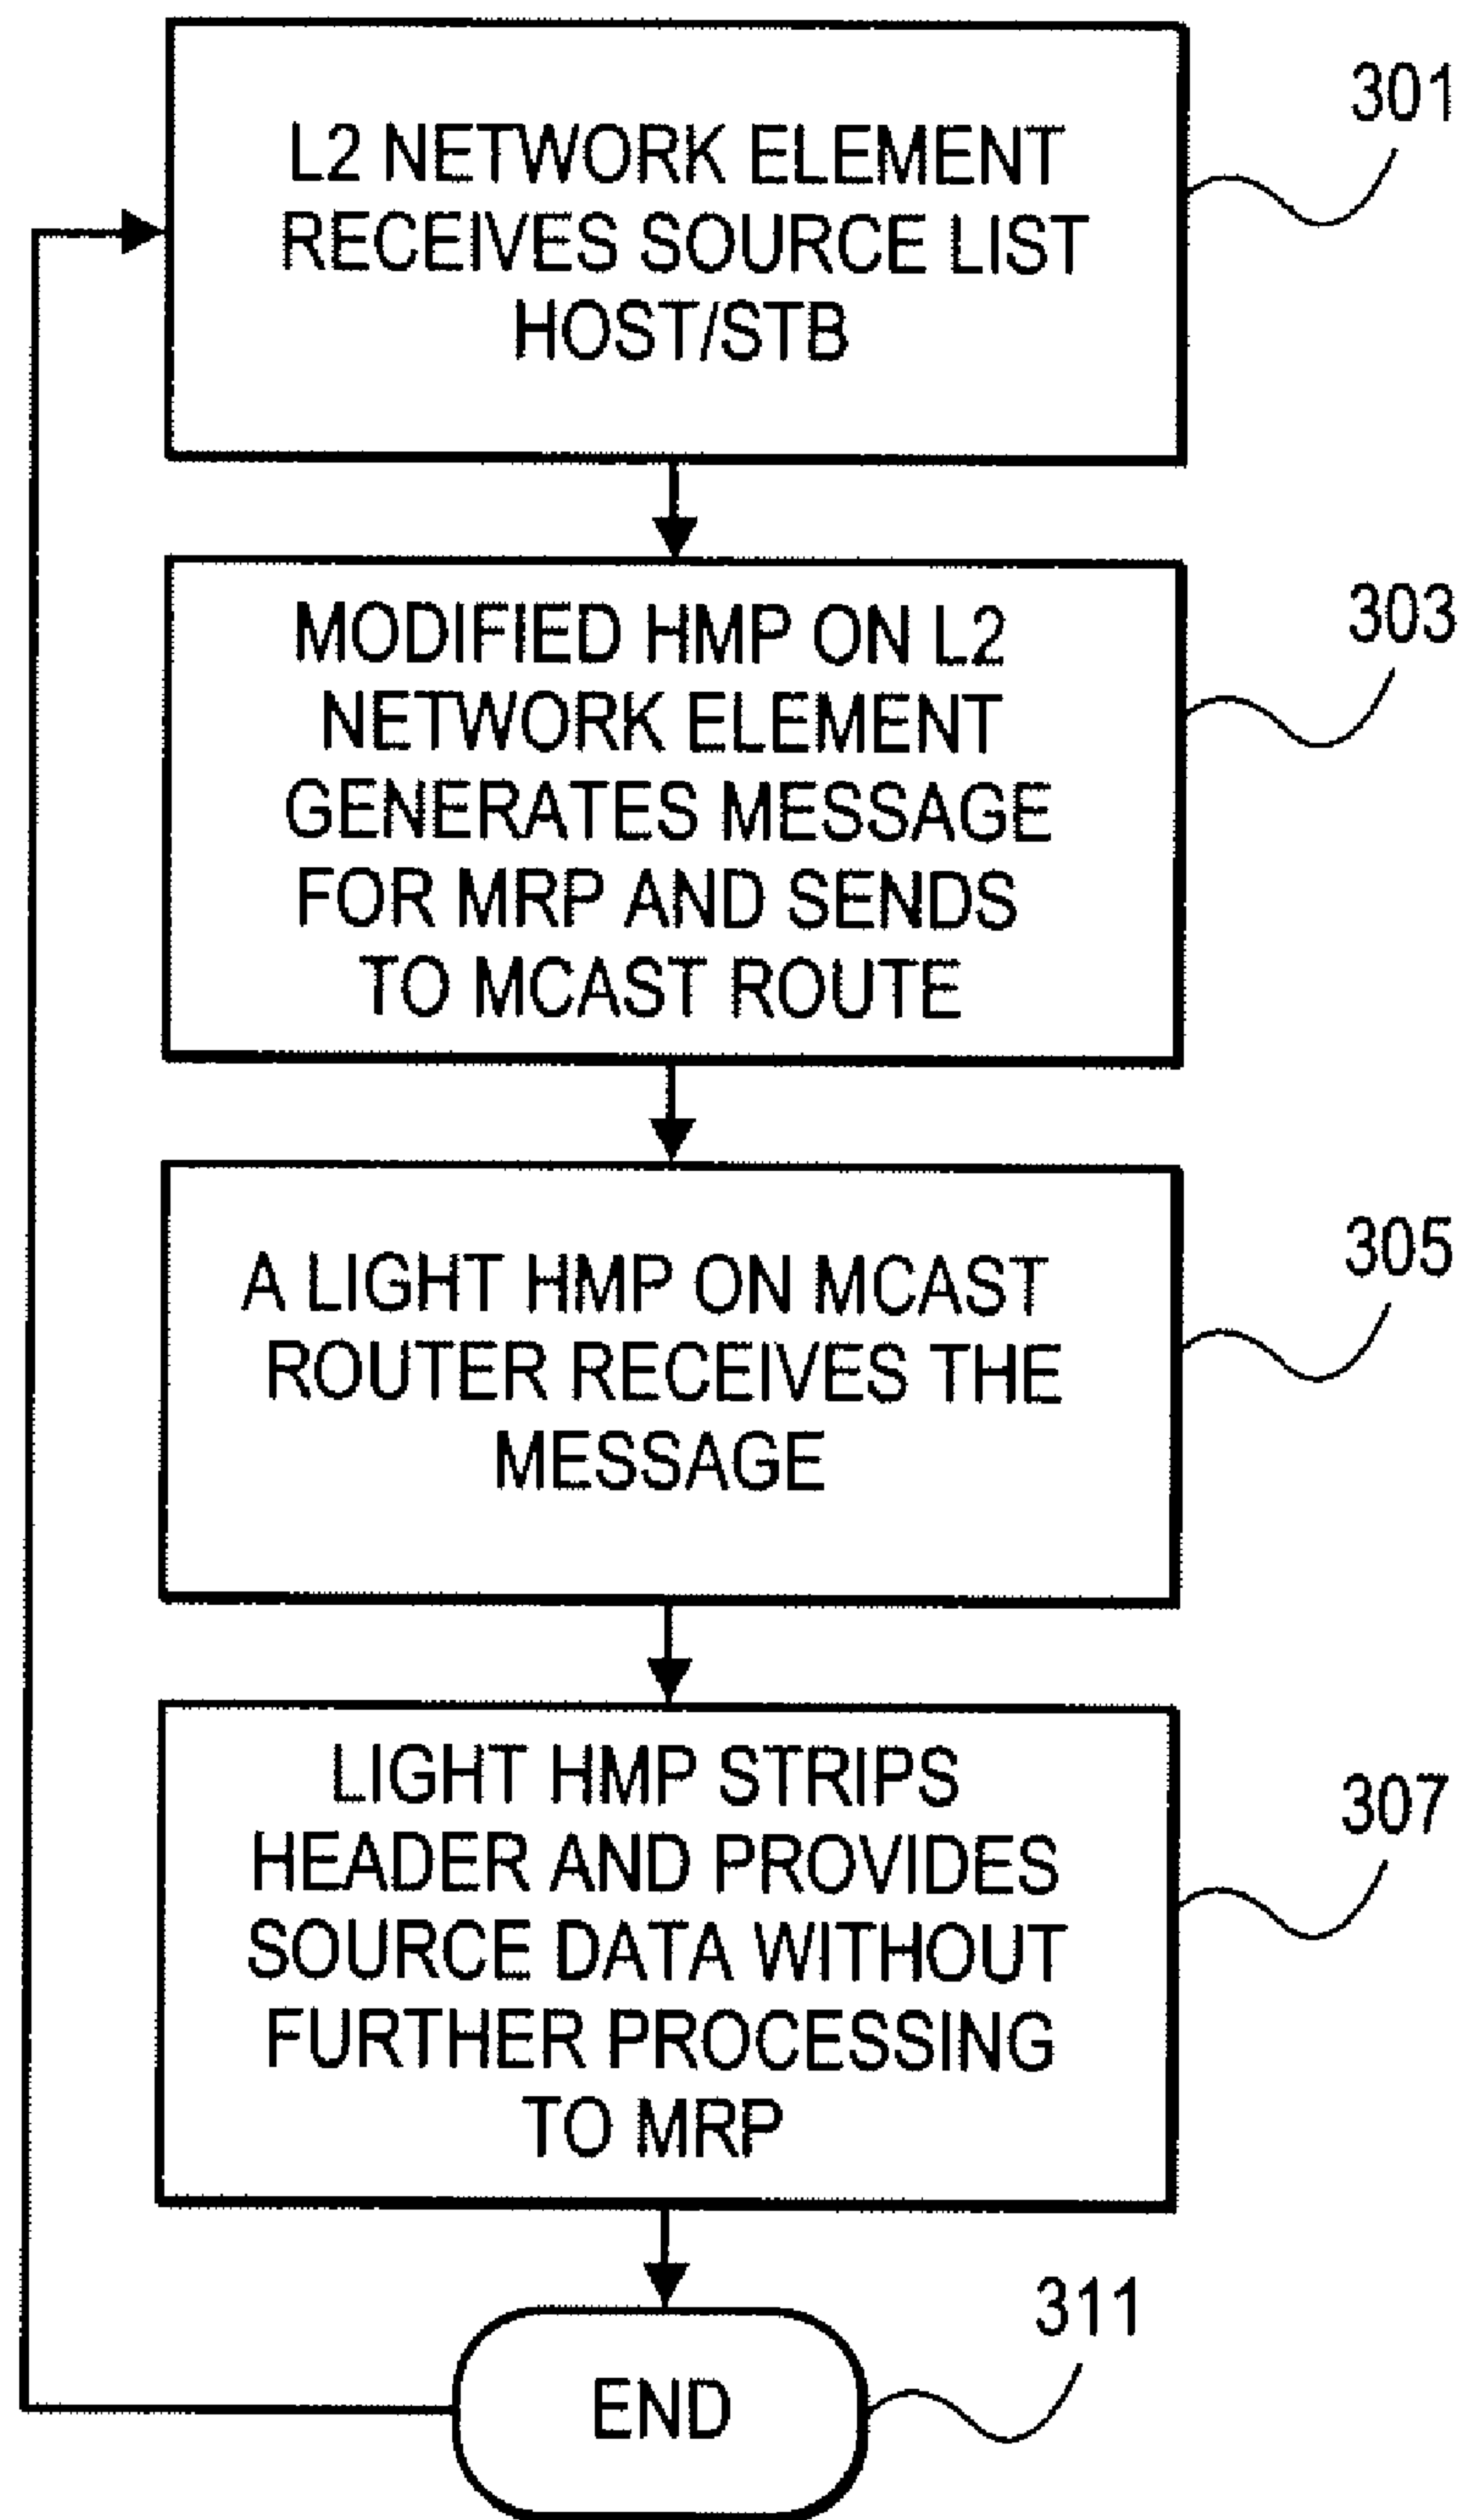 L2 NETWORK ELEMENT
RECEIVES SOURCE LIST
HOST/STB
301
MODIFIED HMP ON L2
NETWORK ELEMENT
GENERATES MESSAGE
FOR MRP AND SENDS
TO MCAST ROUTE
303
A LIGHT HMP ON MCAST
ROUTER RECEIVES THE
MESSAGE
305
LIGHT HMP STRIPS
HEADER AND PROVIDES
SOURCE DATA WITHOUT
FURTHER PROCESSING
TO MRP
307
END
311